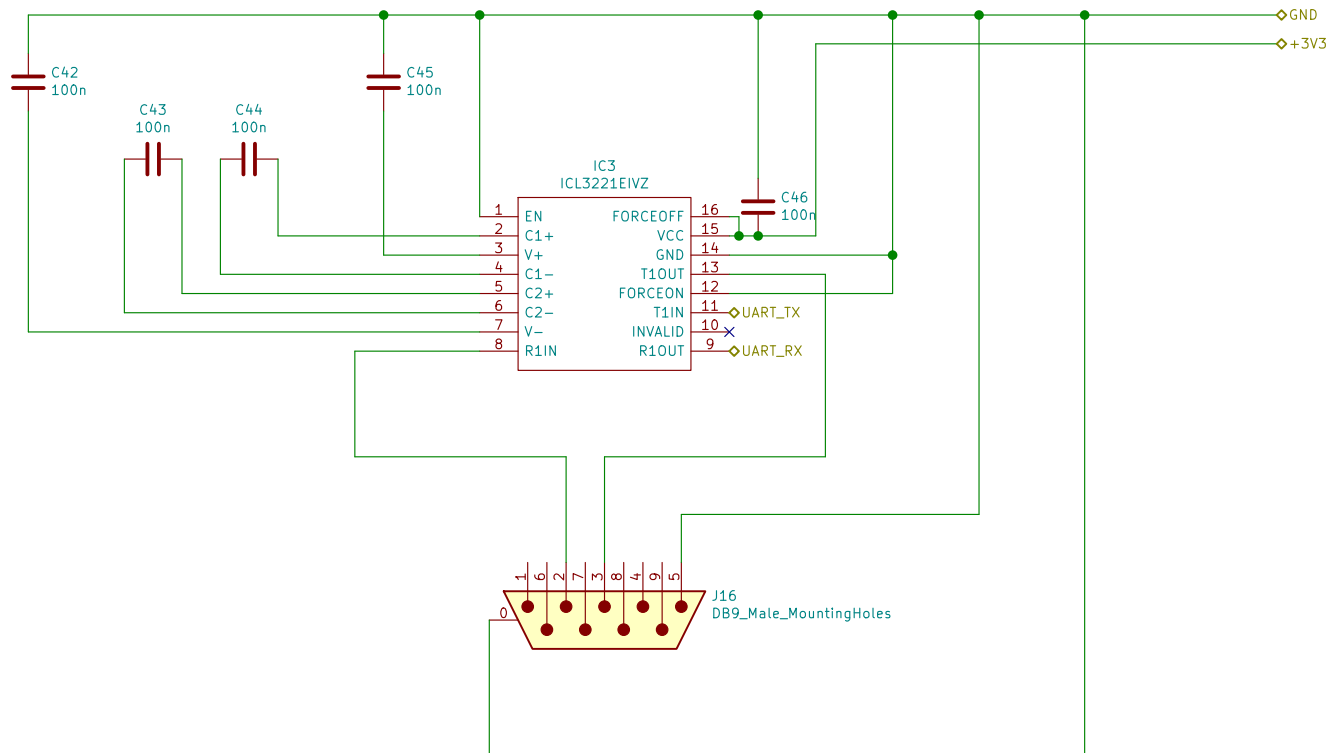 GND
+3V3
C42
100n
C45
100n
C43
100n
C44
100n
IC3
ICL3221EIVZ
C46
100n
1 EN
2 C1+
3 V+
4 C1-
5 C2+
6 C2-
7 V-
8 R1IN
FORCEOFF 16
VCC 15
GND 14
T1OUT 13
FORCEON 12
T1IN 11 UART_TX
INVALID 10
R1OUT 9 UART_RX
1 6 2 7 3 8 4 9 5
0
J16
DB9_Male_MountingHoles